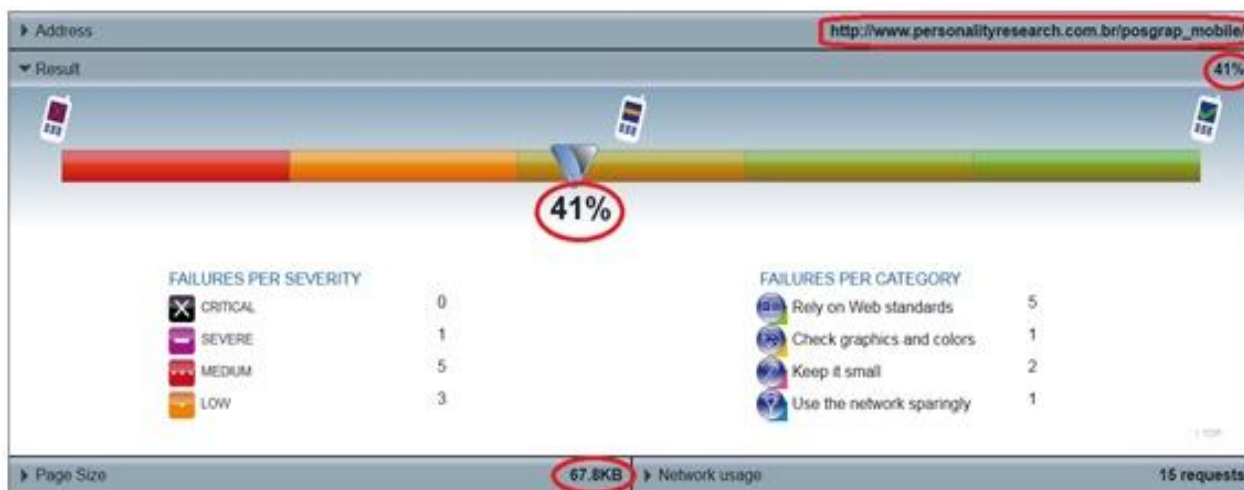 Address http://www.personalityresearch.com.br/posgrap_mobile/
Result 41%
41%
FAILURES PER SEVERITY
CRITICAL 0
SEVERE 1
MEDIUM 5
LOW 3
FAILURES PER CATEGORY
Rely on Web standards 5
Check graphics and colors 1
Keep it small 2
Use the network sparingly 1
TOP
Page Size 67.8KB
Network usage 15 requests